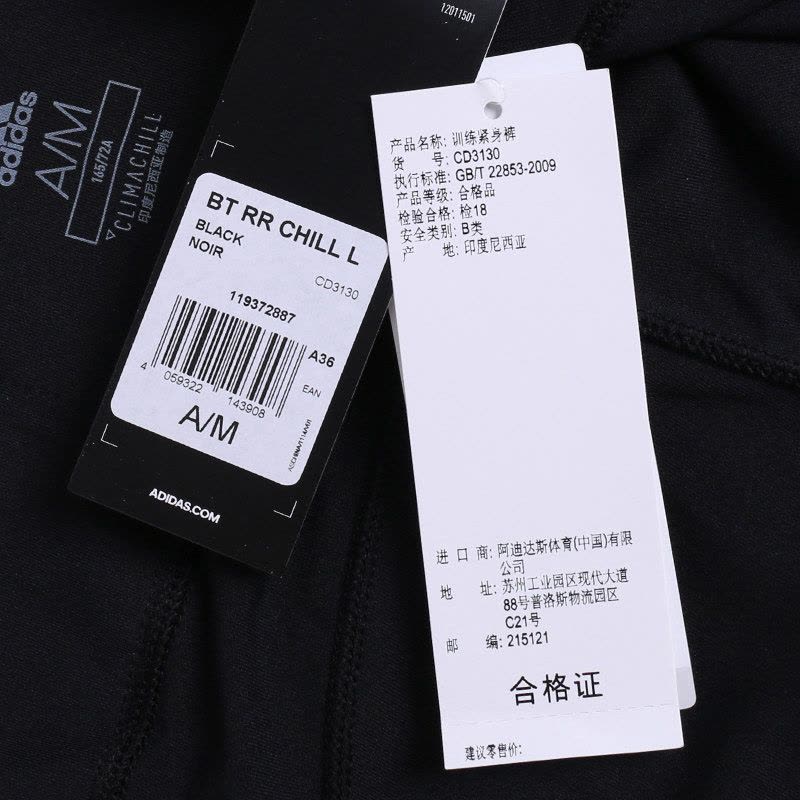 12011501
adidas
A/M
165/72A
CLIMACHILL
印度尼西亚制造
BT RR CHILL L
BLACK
NOIR
CD3130
119372887
A36
4 059322 143908
EAN
A/M
ADIDAS.COM
产品名称: 训练紧身裤
货 号: CD3130
执行标准: GB/T 22853-2009
产品等级: 合格品
检验合格: 检18
安全类别: B类
产 地: 印度尼西亚
进 口 商: 阿迪达斯体育(中国)有限
公司
地 址: 苏州工业园区现代大道
88号普洛斯物流园区
C21号
邮 编: 215121
合格证
建议零售价: